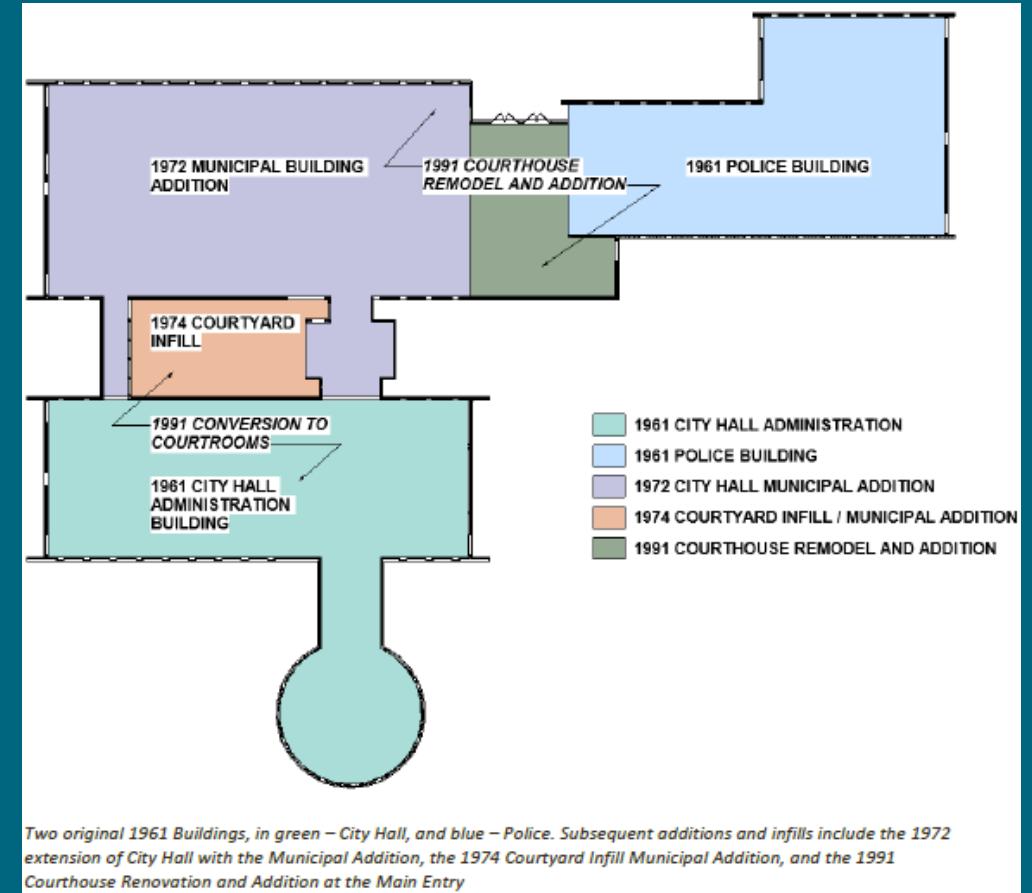 1972 MUNICIPAL BUILDING
ADDITION
1991 COURTHOUSE
REMODEL AND ADDITION
1961 POLICE BUILDING
1974 COURTYARD
INFILL
1991 CONVERSION TO
COURTROOMS
1961 CITY HALL
ADMINISTRATION
BUILDING
1961 CITY HALL ADMINISTRATION
1961 POLICE BUILDING
1972 CITY HALL MUNICIPAL ADDITION
1974 COURTYARD INFILL / MUNICIPAL ADDITION
1991 COURTHOUSE REMODEL AND ADDITION
Two original 1961 Buildings, in green – City Hall, and blue – Police. Subsequent additions and infills include the 1972
extension of City Hall with the Municipal Addition, the 1974 Courtyard Infill Municipal Addition, and the 1991
Courthouse Renovation and Addition at the Main Entry